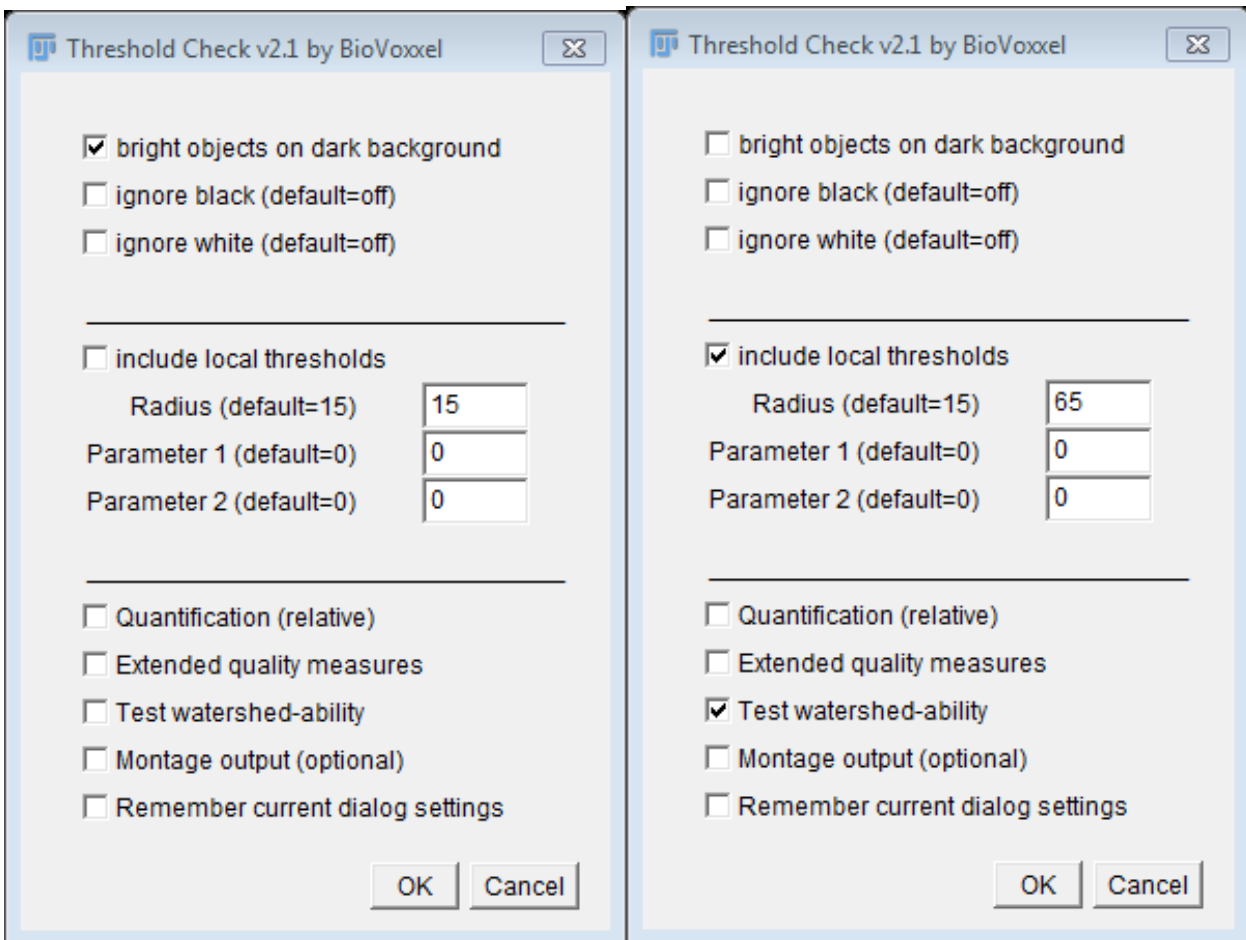 Threshold Check v2.1 by BioVoxxel
bright objects on dark background
ignore black (default=off)
ignore white (default=off)
include local thresholds
Radius (default=15) 15
Parameter 1 (default=0) 0
Parameter 2 (default=0) 0
Quantification (relative)
Extended quality measures
Test watershed-ability
Montage output (optional)
Remember current dialog settings
OK Cancel
Threshold Check v2.1 by BioVoxxel
bright objects on dark background
ignore black (default=off)
ignore white (default=off)
include local thresholds
Radius (default=15) 65
Parameter 1 (default=0) 0
Parameter 2 (default=0) 0
Quantification (relative)
Extended quality measures
Test watershed-ability
Montage output (optional)
Remember current dialog settings
OK Cancel